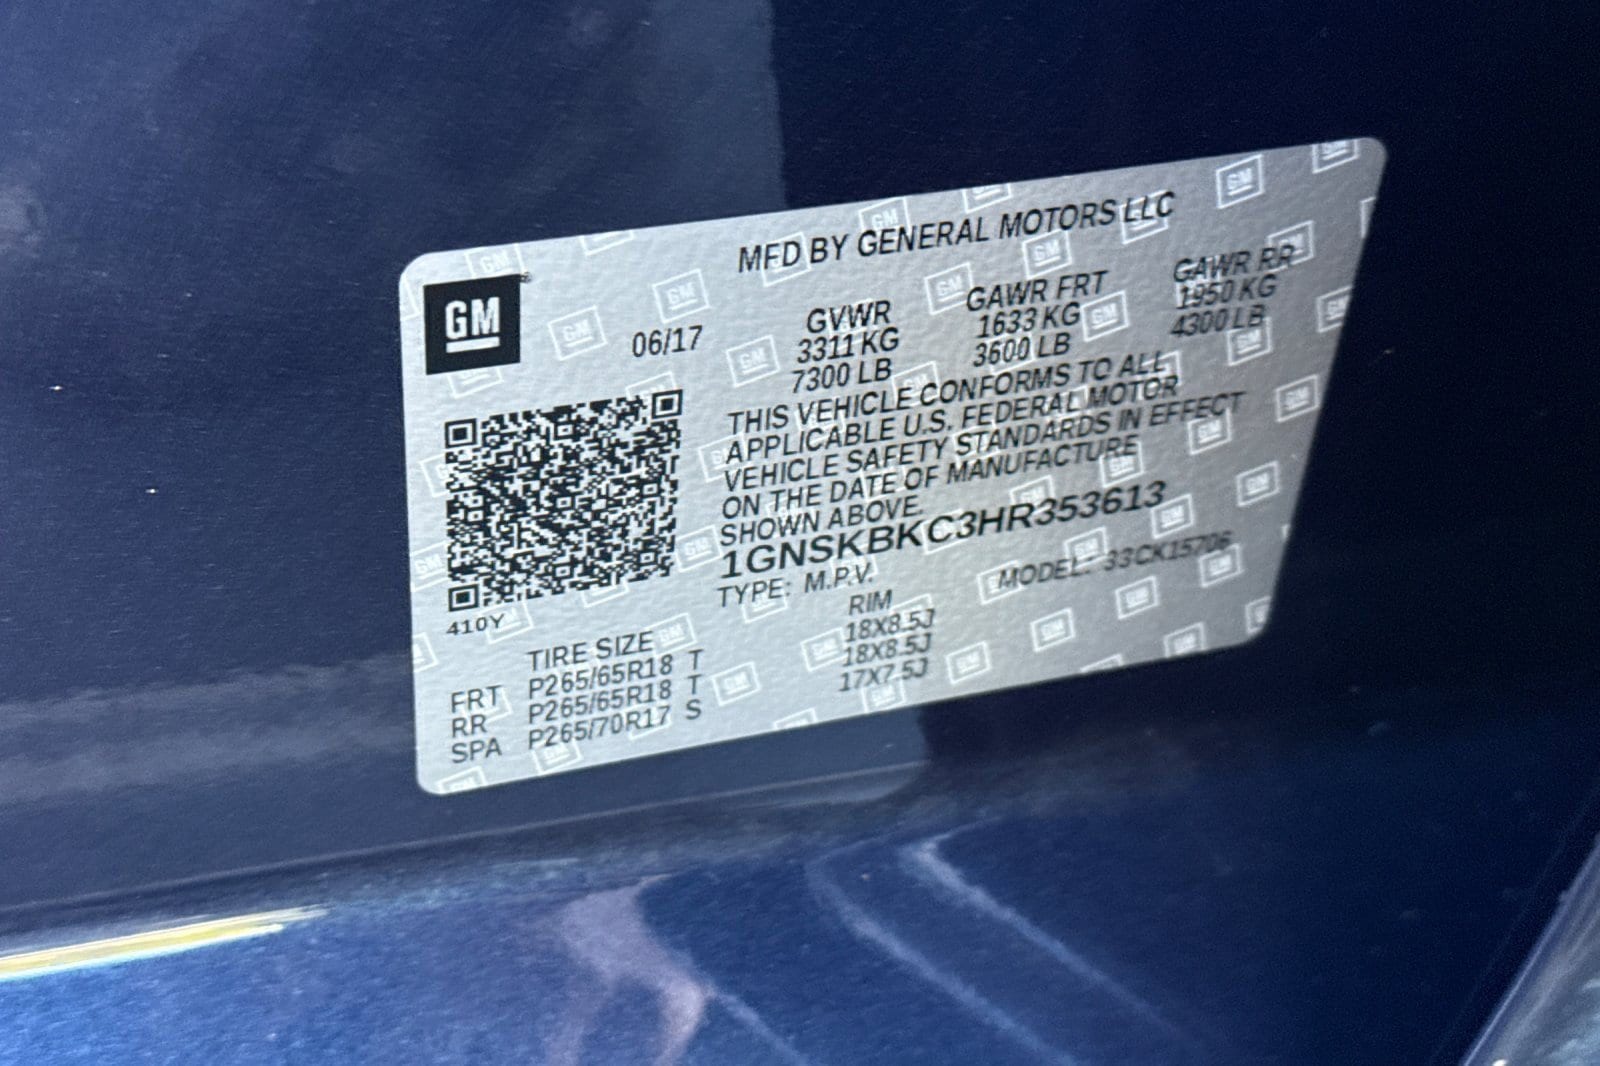 MFD BY GENERAL MOTORS LLC
GM
06/17
GVWR GAWR FRT GAWR RR
3311 KG 1633 KG 1950 KG
7300 LB 3600 LB 4300 LB
THIS VEHICLE CONFORMS TO ALL
APPLICABLE U.S. FEDERAL MOTOR
VEHICLE SAFETY STANDARDS IN EFFECT
ON THE DATE OF MANUFACTURE
SHOWN ABOVE.
1GNSKBKC3HR353613
TYPE: M.P.V. MODEL: 33CK15706
410Y
TIRE SIZE RIM
FRT P265/65R18 T 18X8.5J
RR P265/65R18 T 18X8.5J
SPA P265/70R17 S 17X7.5J